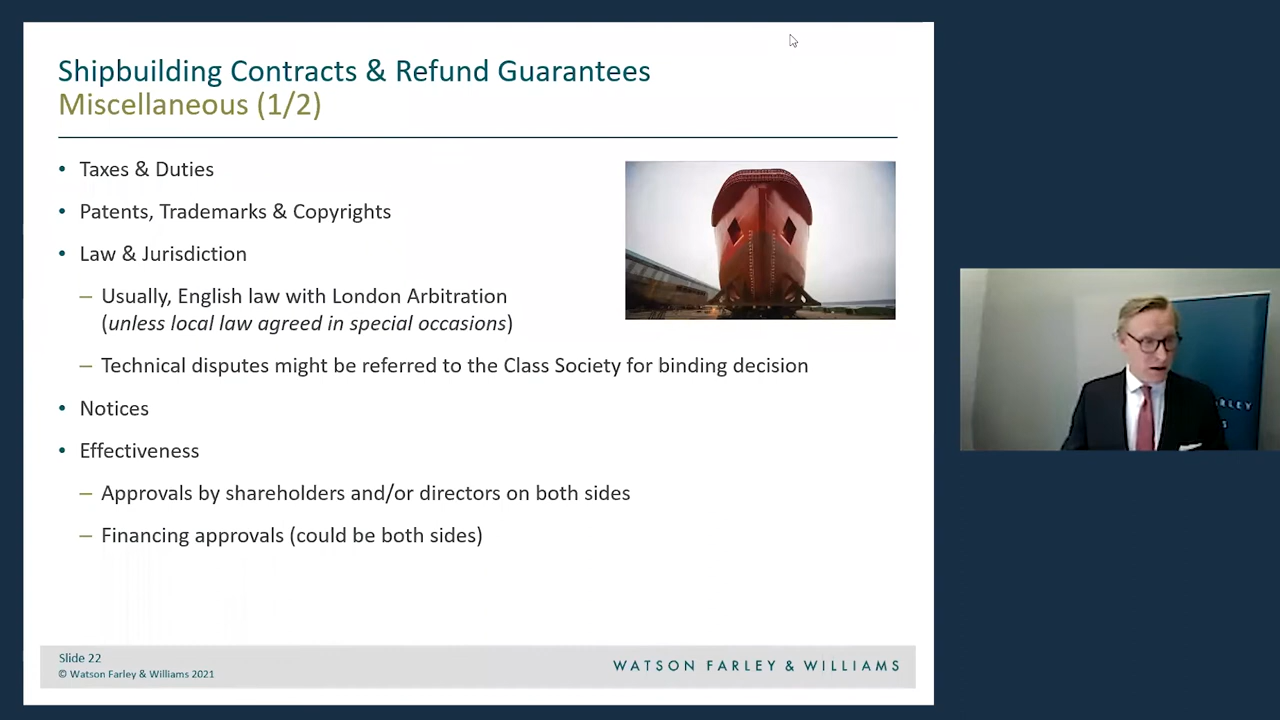 Shipbuilding Contracts & Refund Guarantees
Miscellaneous (1/2)
• Taxes & Duties
• Patents, Trademarks & Copyrights
• Law & Jurisdiction
– Usually, English law with London Arbitration
(unless local law agreed in special occasions)
– Technical disputes might be referred to the Class Society for binding decision
• Notices
• Effectiveness
– Approvals by shareholders and/or directors on both sides
– Financing approvals (could be both sides)
Slide 22
© Watson Farley & Williams 2021
WATSON FARLEY & WILLIAMS